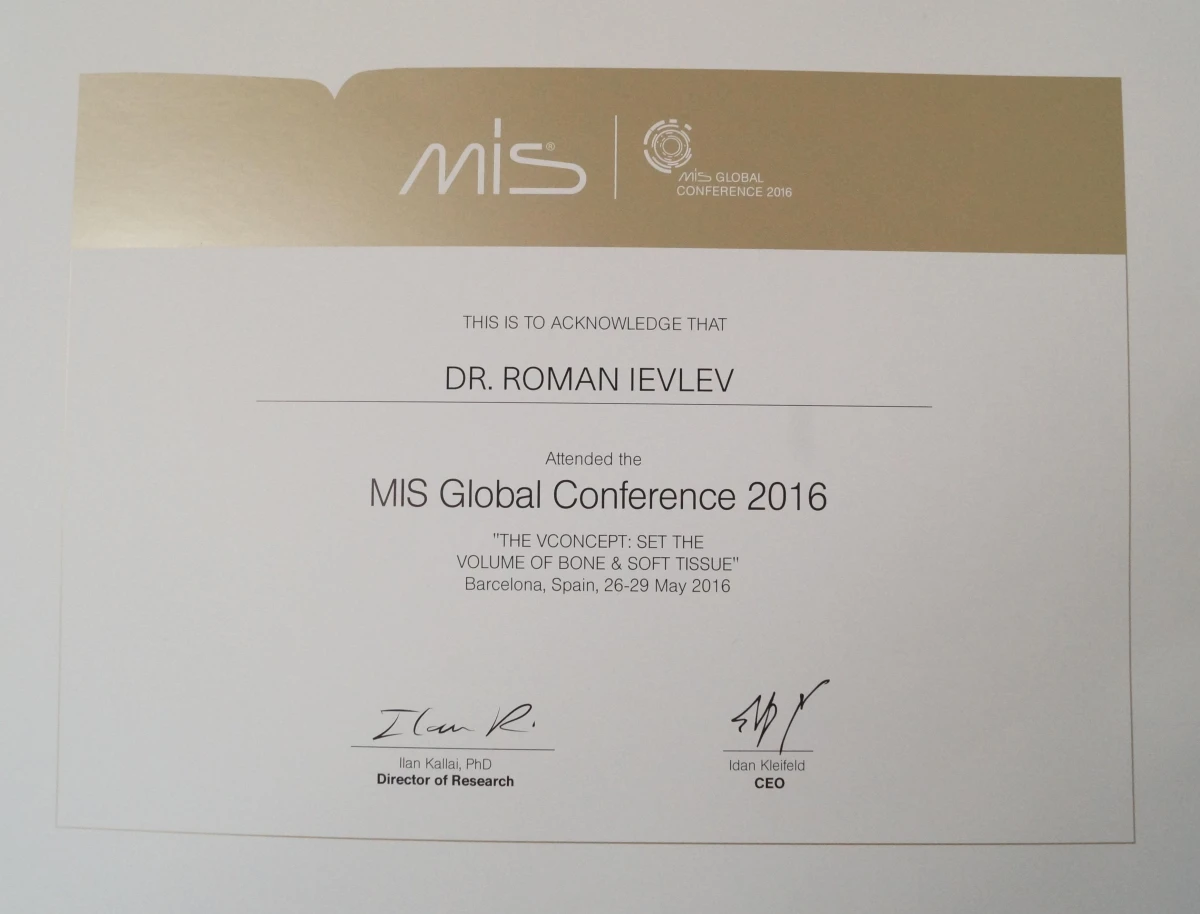 mis®
mis GLOBAL
CONFERENCE 2016
THIS IS TO ACKNOWLEDGE THAT
DR. ROMAN IEVLEV
Attended the
MIS Global Conference 2016
"THE VCONCEPT: SET THE
VOLUME OF BONE & SOFT TISSUE"
Barcelona, Spain, 26-29 May 2016
Ilan K.
Ilan Kallai, PhD
Director of Research
Idan Kleifeld
CEO